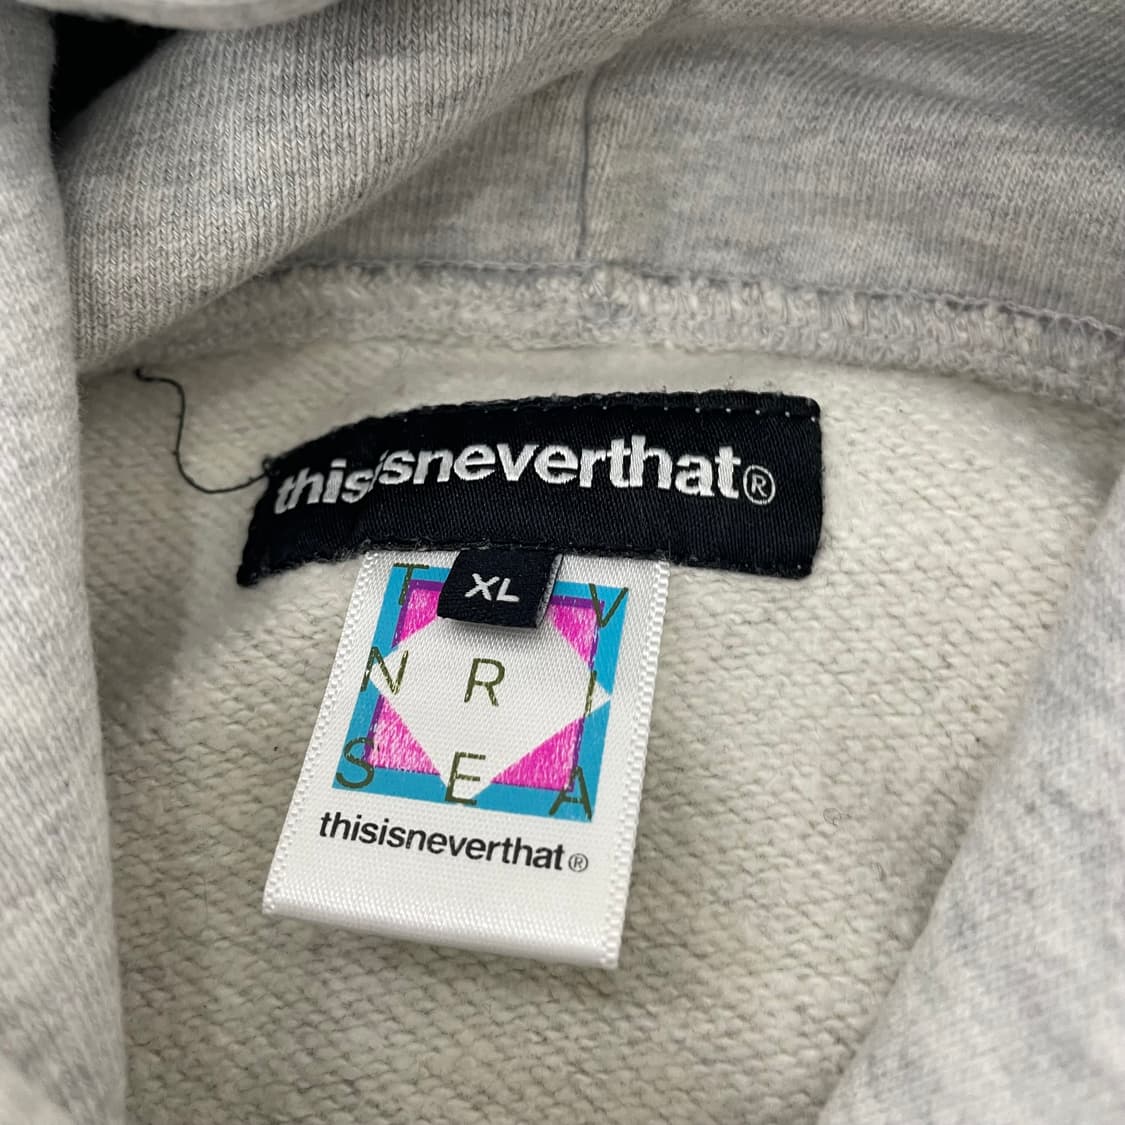 thisisneverthat®
XL
T V
N R I
S E A
thisisneverthat®